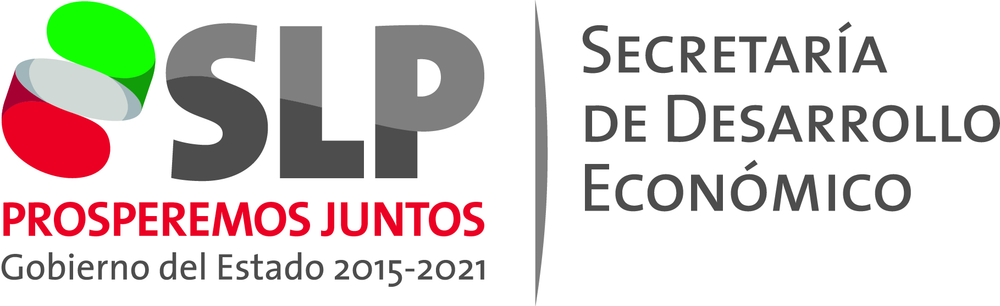 SLP
PROSPEREMOS JUNTOS
Gobierno del Estado 2015-2021
SECRETARÍA
DE DESARROLLO
ECONÓMICO